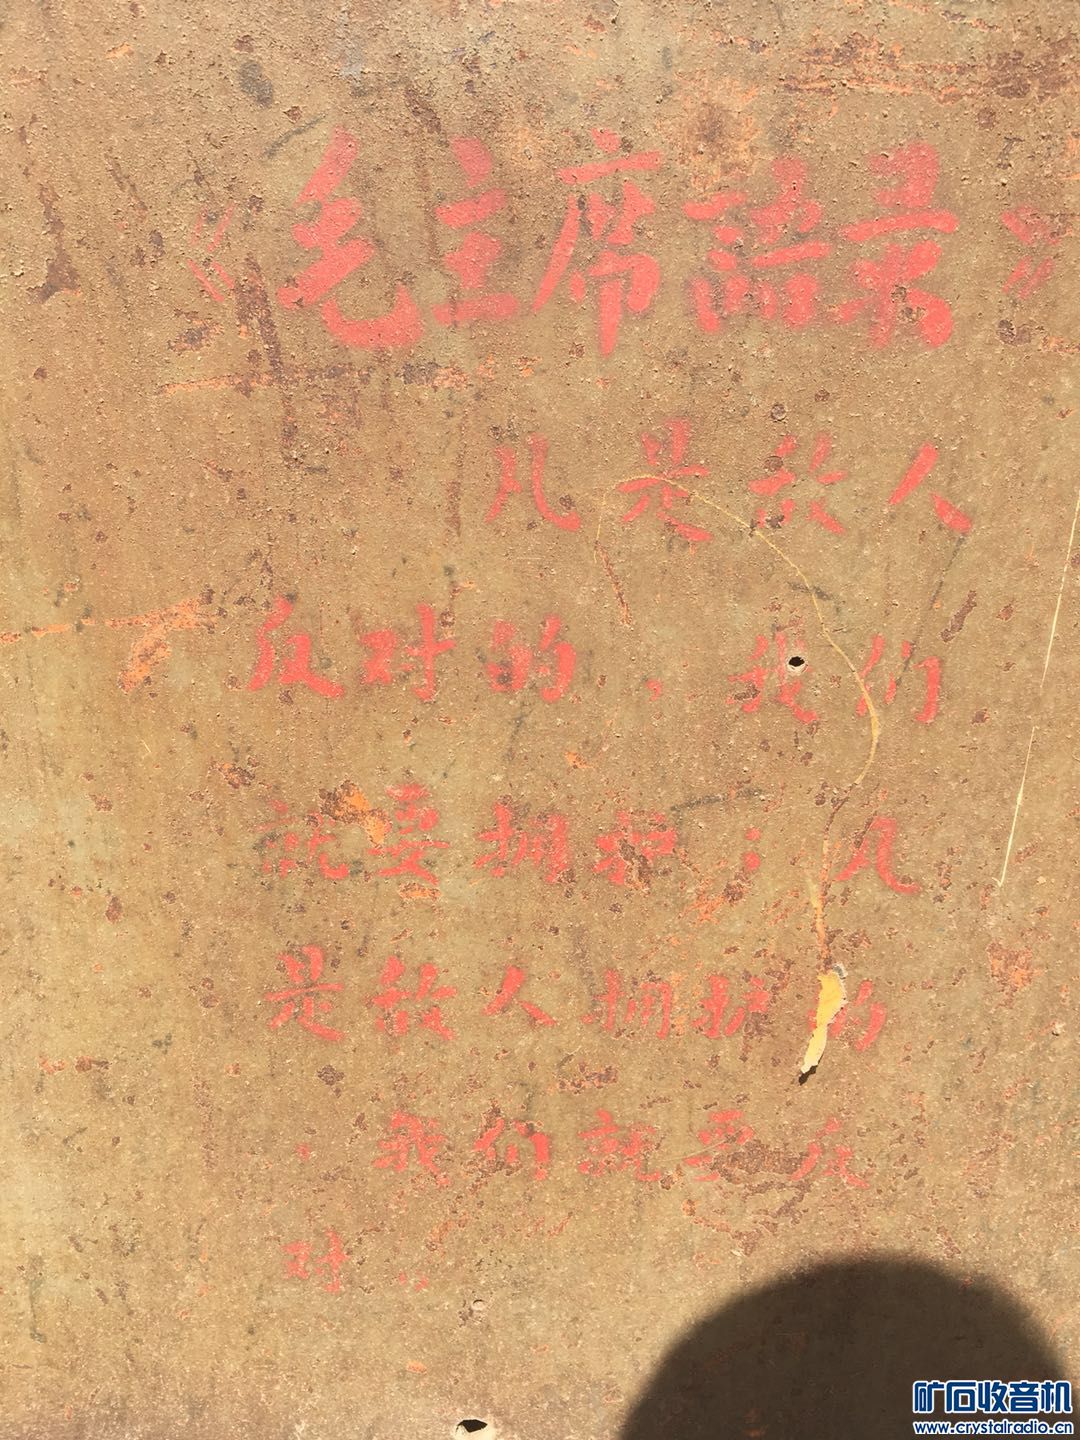 《毛主席語录》
凡是敌人
反对的，我们
就要拥护；凡
是敌人拥护的
，我们就要反
对。
矿石收音机
www.crystalradio.cn